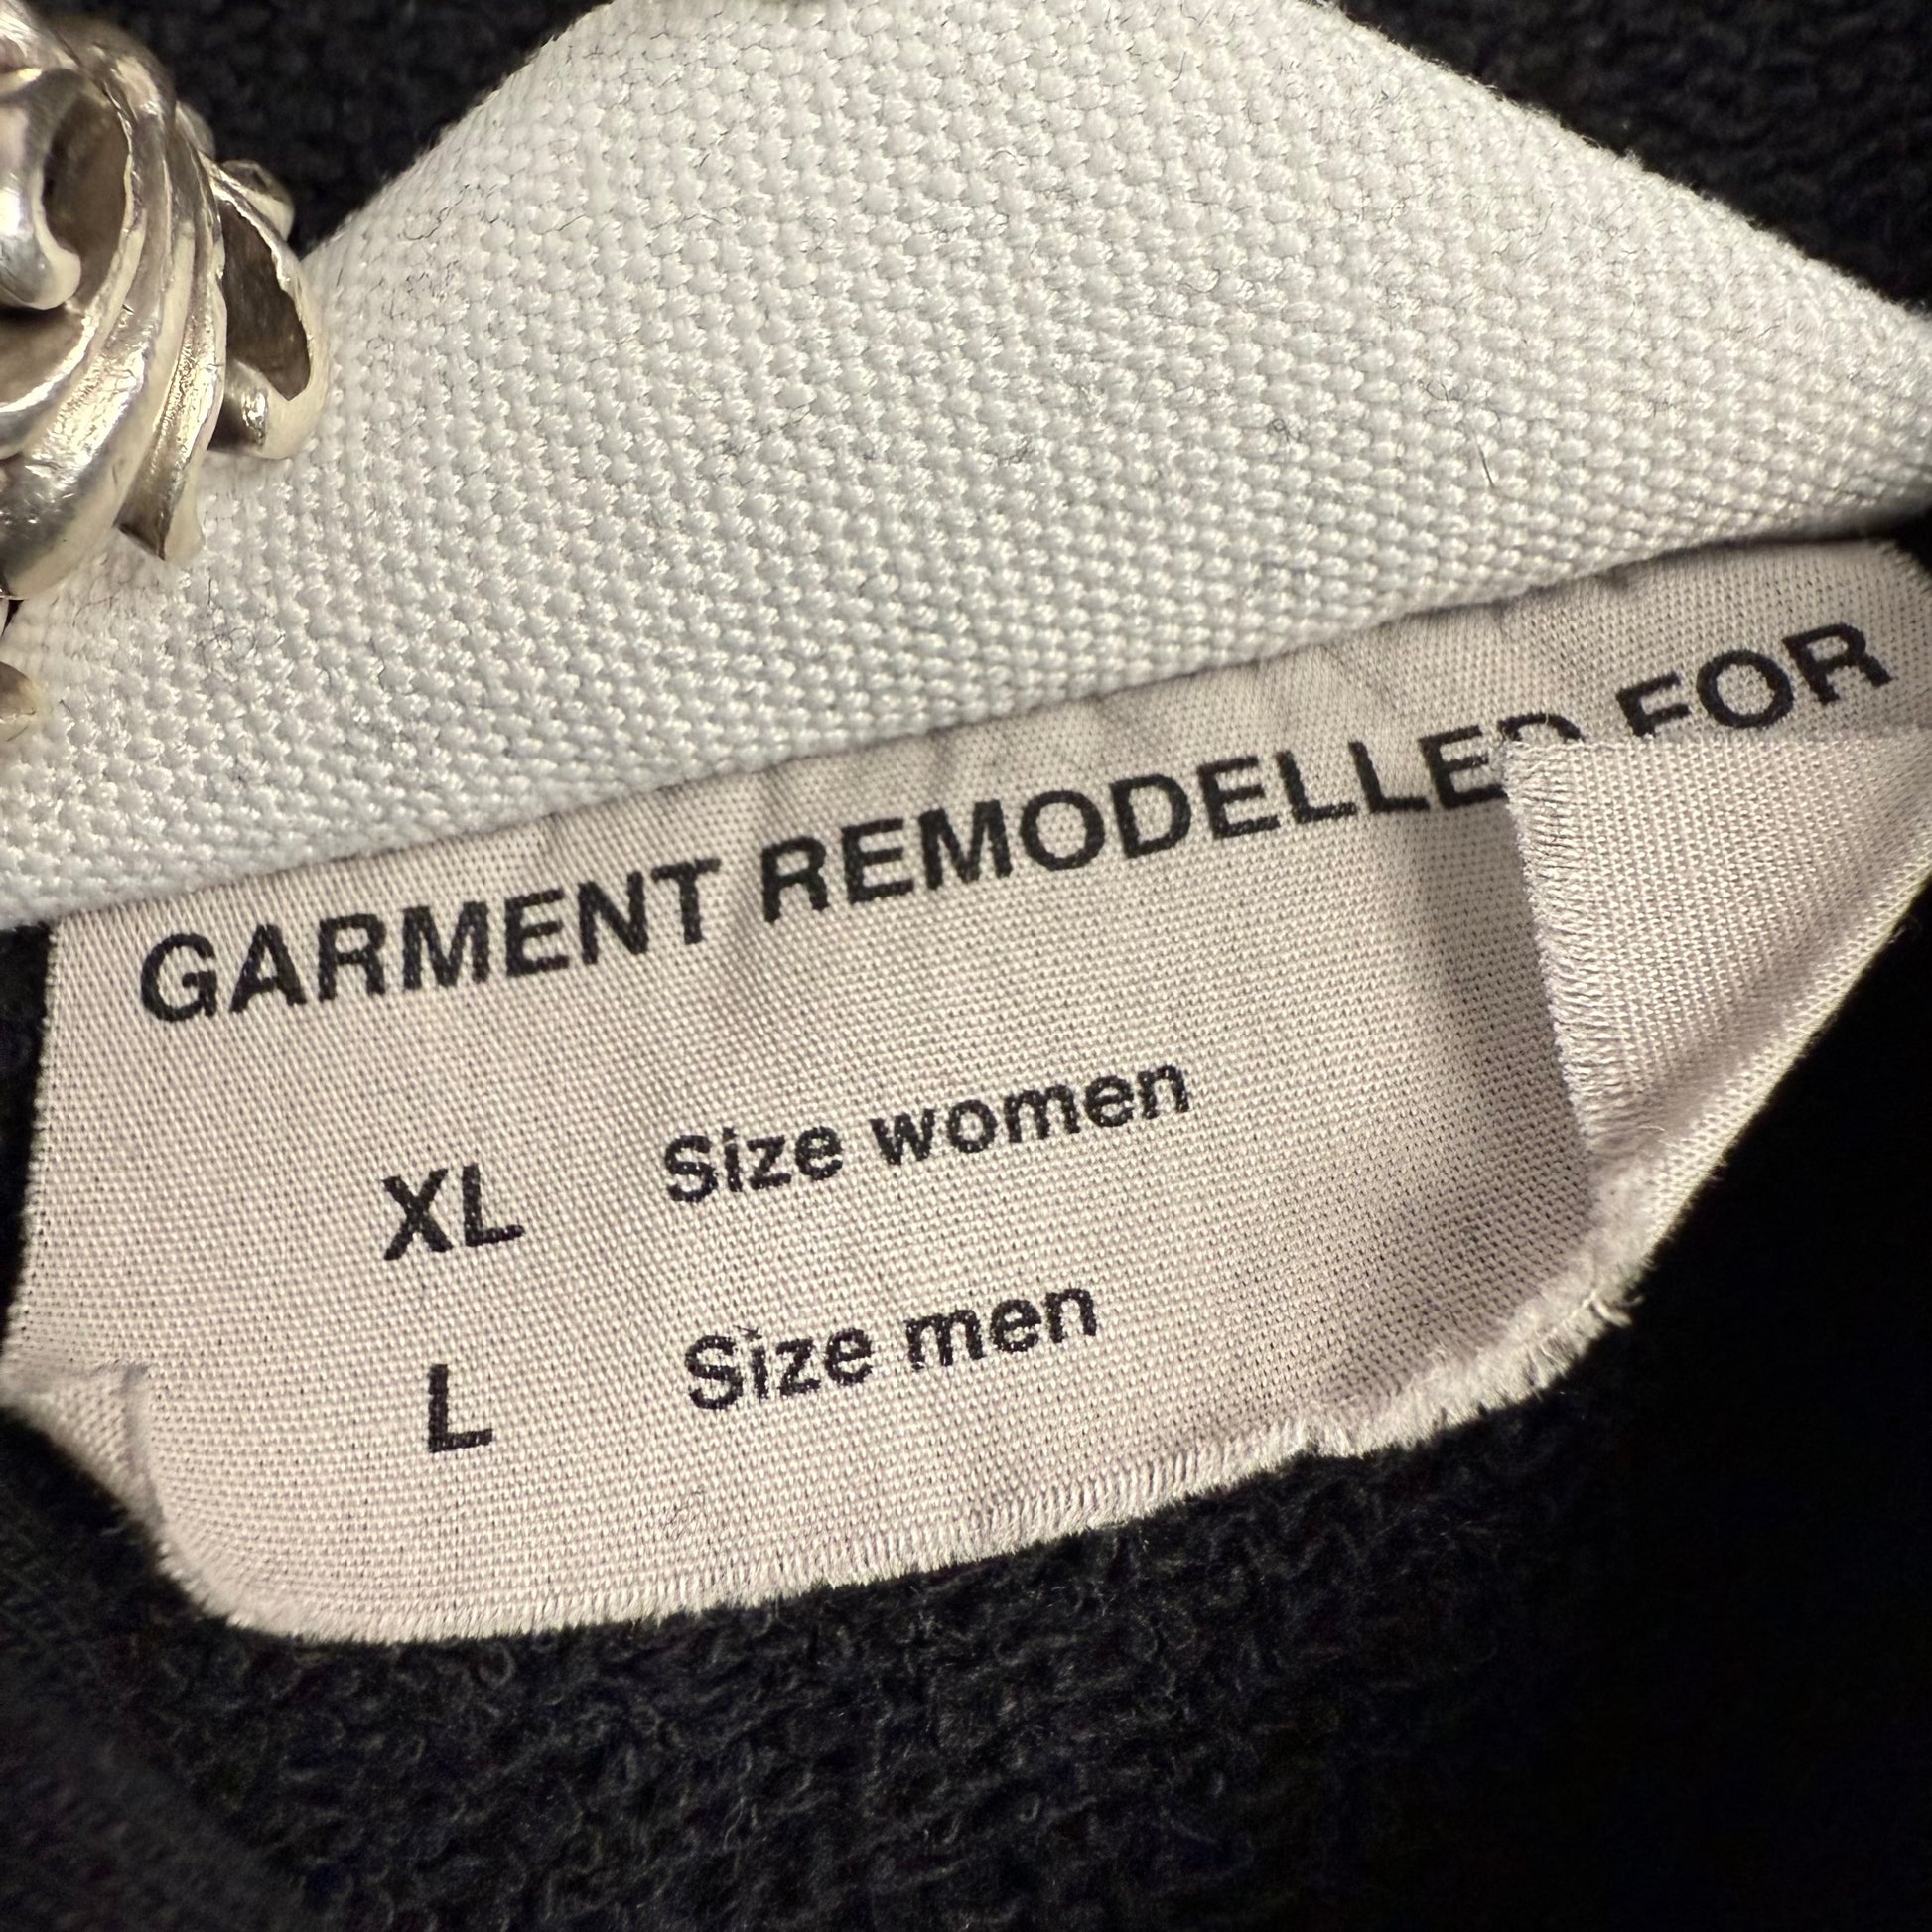 GARMENT REMODELLED FOR
XL Size women
L Size men